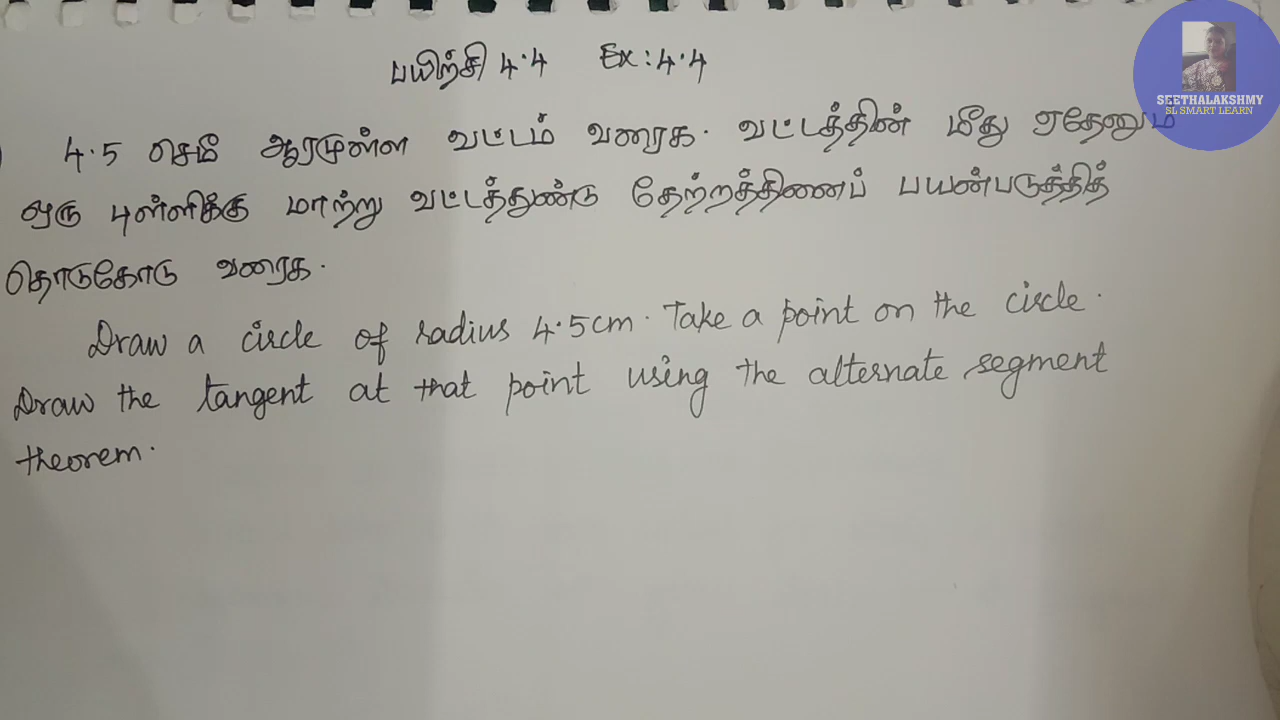 பயிற்சி 4.4 Ex: 4.4
SEETHALAKSHMY
SL SMART LEARN
4.5 செமீ ஆரமுள்ள வட்டம் வரைக. வட்டத்தின் மீது ஏதேனும்
ஒரு புள்ளிக்கு மாற்று வட்டத்துண்டு தேற்றத்தினைப் பயன்படுத்தித்
தொடுகோடு வரைக.
Draw a circle of radius 4.5cm. Take a point on the circle.
Draw the tangent at that point using the alternate segment
theorem.